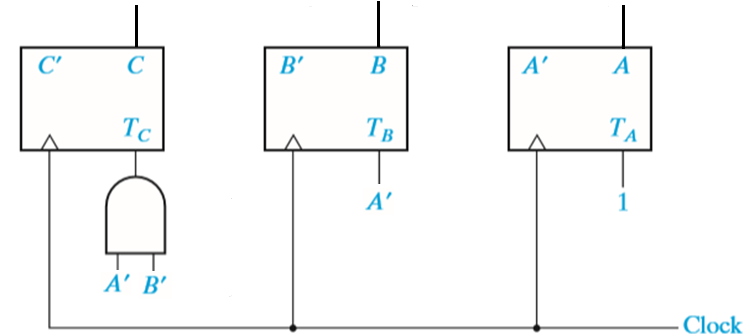 C′ C B′ B A′ A
T_C T_B T_A
A′ 1
A′ B′
Clock